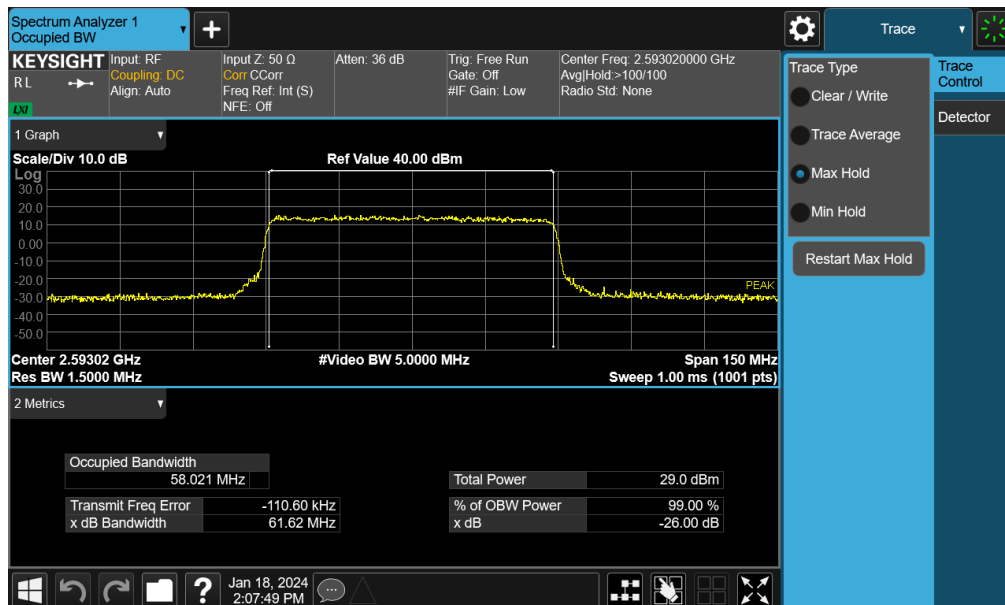 Spectrum Analyzer 1
Occupied BW
+
Trace
KEYSIGHT
R L
LXI
Input: RF
Coupling: DC
Align: Auto
Input Z: 50 Ω
Corr CCorr
Freq Ref: Int (S)
NFE: Off
Atten: 36 dB
Trig: Free Run
Gate: Off
#IF Gain: Low
Center Freq: 2.593020000 GHz
Avg|Hold:>100/100
Radio Std: None
Trace Type
Clear / Write
Trace Average
Max Hold
Min Hold
Restart Max Hold
Trace
Control
Detector
1 Graph
Scale/Div 10.0 dB
Ref Value 40.00 dBm
Log
30.0
20.0
10.0
0.00
-10.0
-20.0
-30.0
-40.0
-50.0
PEAK
Center 2.59302 GHz
#Video BW 5.0000 MHz
Span 150 MHz
Res BW 1.5000 MHz
Sweep 1.00 ms (1001 pts)
2 Metrics
Occupied Bandwidth
58.021 MHz
Total Power 29.0 dBm
Transmit Freq Error -110.60 kHz
% of OBW Power 99.00 %
x dB Bandwidth 61.62 MHz
x dB -26.00 dB
?
Jan 18, 2024
2:07:49 PM